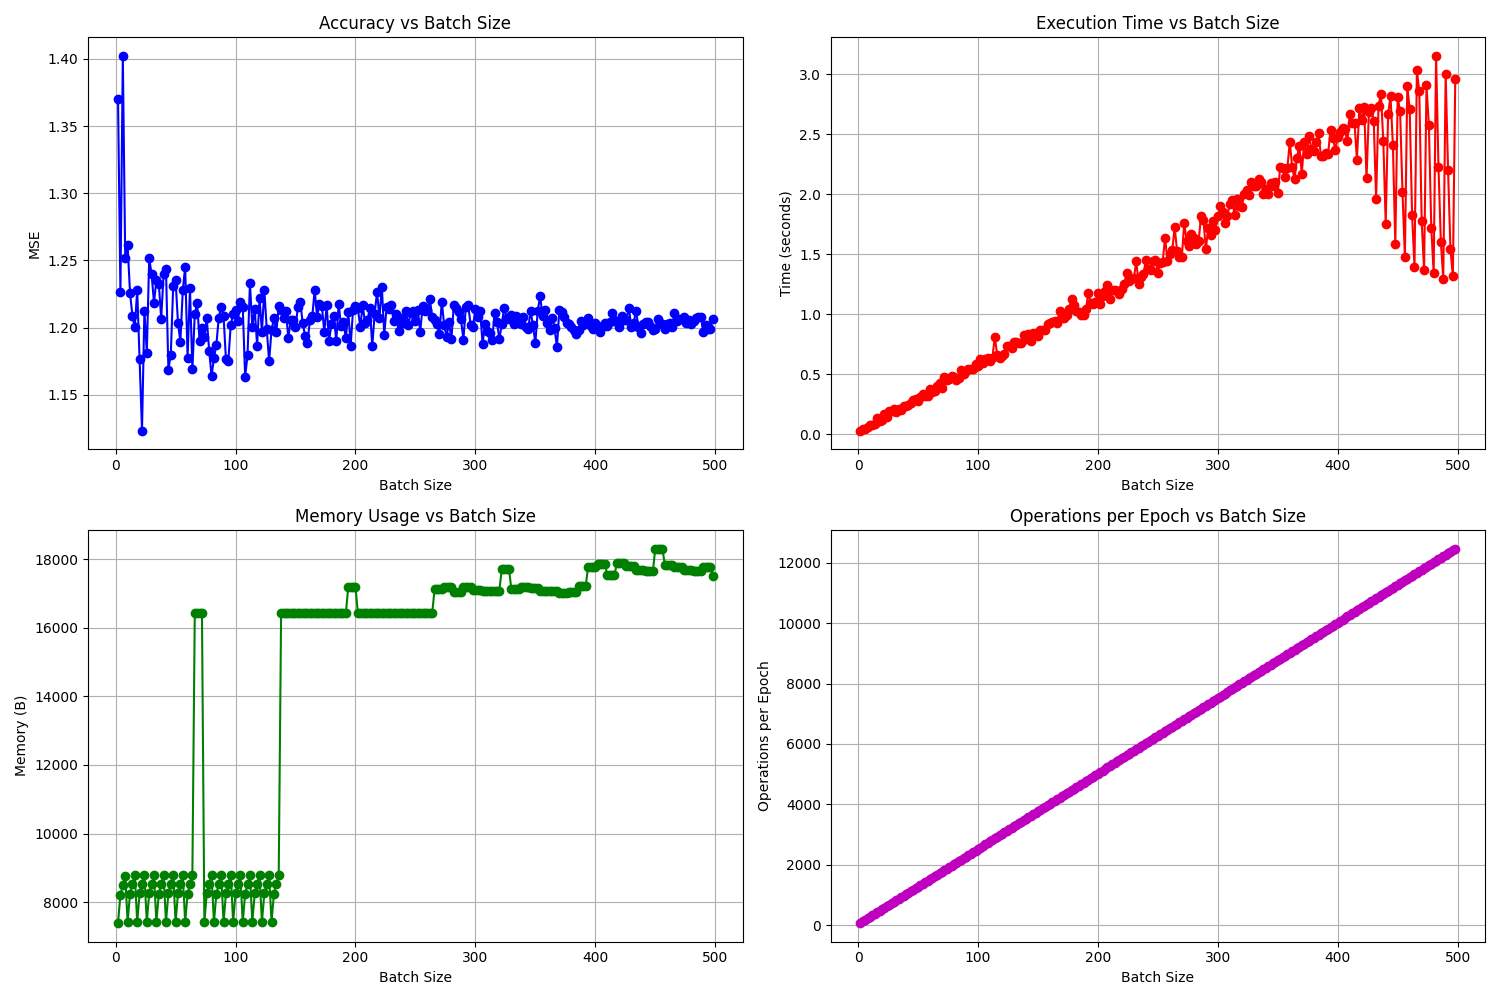 Accuracy vs Batch Size
1.40
1.35
1.30
1.25
1.20
1.15
MSE
0 100 200 300 400 500
Batch Size
Execution Time vs Batch Size
3.0
2.5
2.0
1.5
1.0
0.5
0.0
Time (seconds)
0 100 200 300 400 500
Batch Size
Memory Usage vs Batch Size
18000
16000
14000
12000
10000
8000
Memory (B)
0 100 200 300 400 500
Batch Size
Operations per Epoch vs Batch Size
12000
10000
8000
6000
4000
2000
0
Operations per Epoch
0 100 200 300 400 500
Batch Size